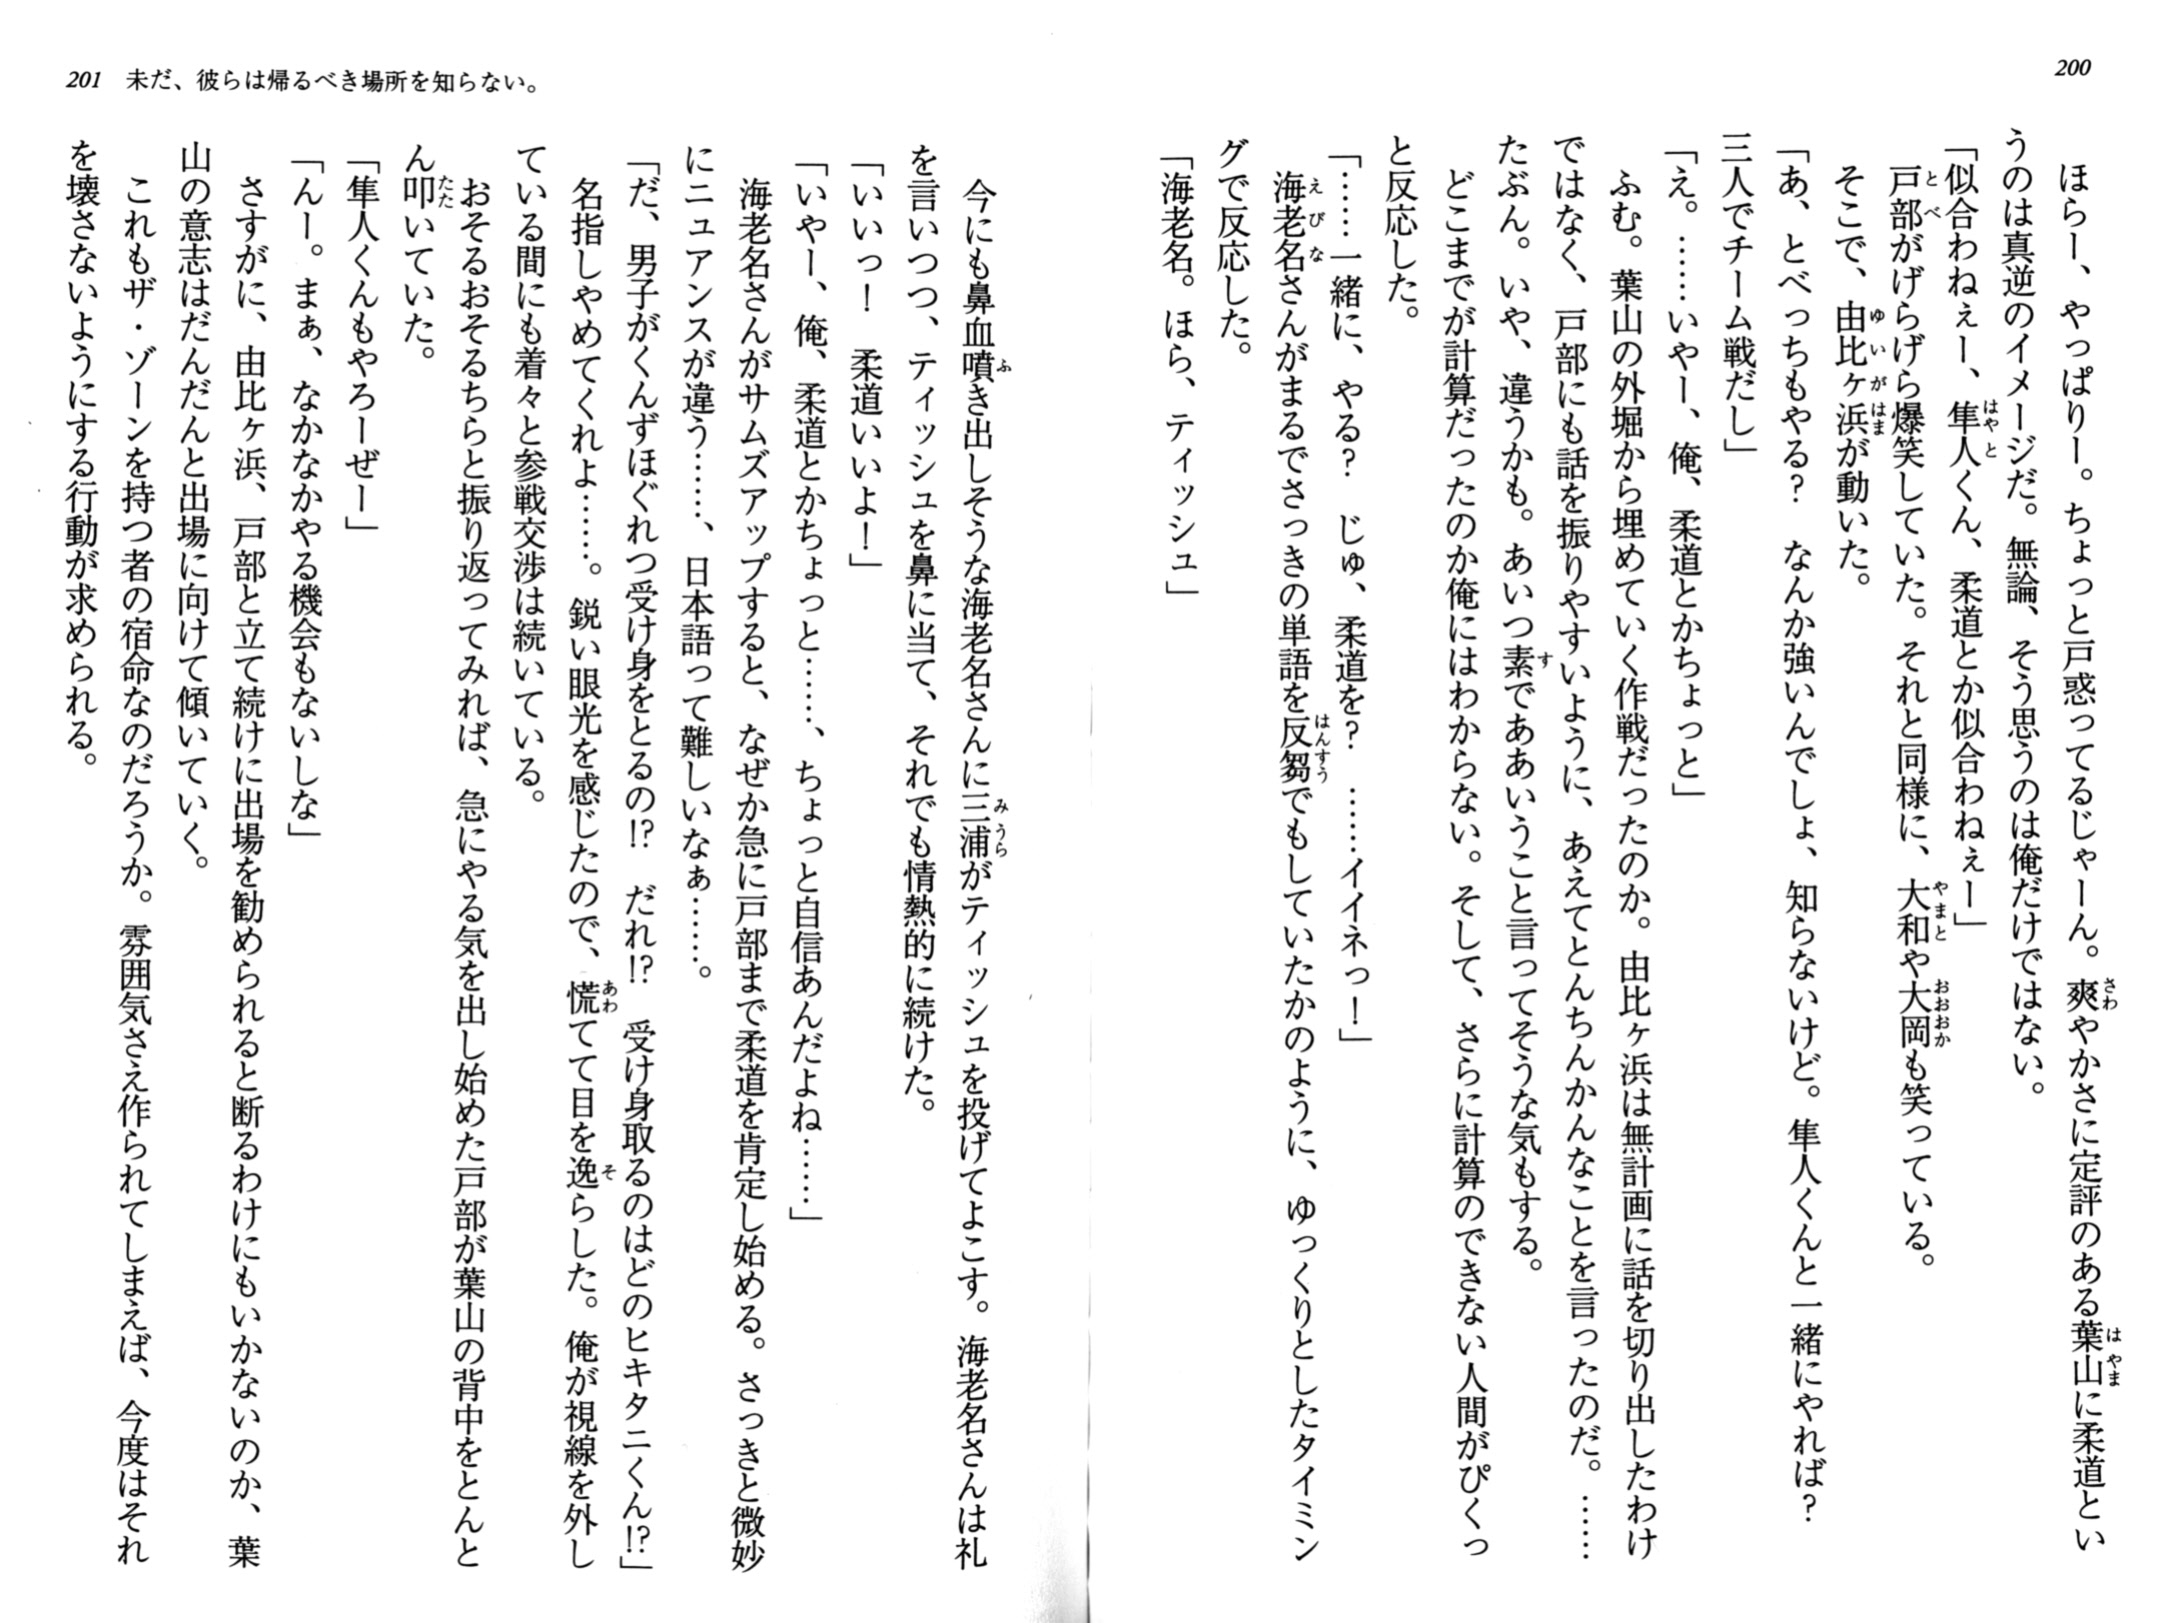 200
ほらー、やっぱりー。ちょっと戸惑ってるじゃーん。爽やかさに定評のある葉山に柔道とい
うのは真逆のイメージだ。無論、そう思うのは俺だけではない。
「似合わねぇー、隼人くん、柔道とか似合わねぇー」
戸部がげらげら爆笑していた。それと同様に、大和や大岡も笑っている。
そこで、由比ヶ浜が動いた。
「あ、とべっちもやる？　なんか強いんでしょ、知らないけど。隼人くんと一緒にやれば？
三人でチーム戦だし」
「え。……いやー、俺、柔道とかちょっと」
ふむ。葉山の外堀から埋めていく作戦だったのか。由比ヶ浜は無計画に話を切り出したわけ
ではなく、戸部にも話を振りやすいように、あえてとんちんかんなことを言ったのだ。……
たぶん。いや、違うかも。あいつ素でああいうこと言ってそうな気もする。
どこまでが計算だったのか俺にはわからない。そして、さらに計算のできない人間がぴくっ
と反応した。
「……一緒に、やる？　じゅ、柔道を？　……イイネっ！」
海老名さんがまるでさっきの単語を反芻でもしていたかのように、ゆっくりとしたタイミン
グで反応した。
「海老名。ほら、ティッシュ」
201 未だ、彼らは帰るべき場所を知らない。
今にも鼻血噴き出しそうな海老名さんに三浦がティッシュを投げてよこす。海老名さんは礼
を言いつつ、ティッシュを鼻に当て、それでも情熱的に続けた。
「いいっ！　柔道いいよ！」
「いやー、俺、柔道とかちょっと……、ちょっと自信あんだよね……」
海老名さんがサムズアップすると、なぜか急に戸部まで柔道を肯定し始める。さっきと微妙
にニュアンスが違う……、日本語って難しいなぁ……。
「だ、男子がくんずほぐれつ受け身をとるの!?　だれ!?　受け身取るのはどのヒキタニくん!?」
名指しやめてくれよ……。鋭い眼光を感じたので、慌てて目を逸らした。俺が視線を外し
ている間にも着々と参戦交渉は続いている。
おそるおそるちらと振り返ってみれば、急にやる気を出し始めた戸部が葉山の背中をとんと
ん叩いていた。
「隼人くんもやろーぜー」
「んー。まぁ、なかなかやる機会もないしな」
さすがに、由比ヶ浜、戸部と立て続けに出場を勧められると断るわけにもいかないのか、葉
山の意志はだんだんと出場に向けて傾いていく。
これもザ・ゾーンを持つ者の宿命なのだろうか。雰囲気さえ作られてしまえば、今度はそれ
を壊さないようにする行動が求められる。